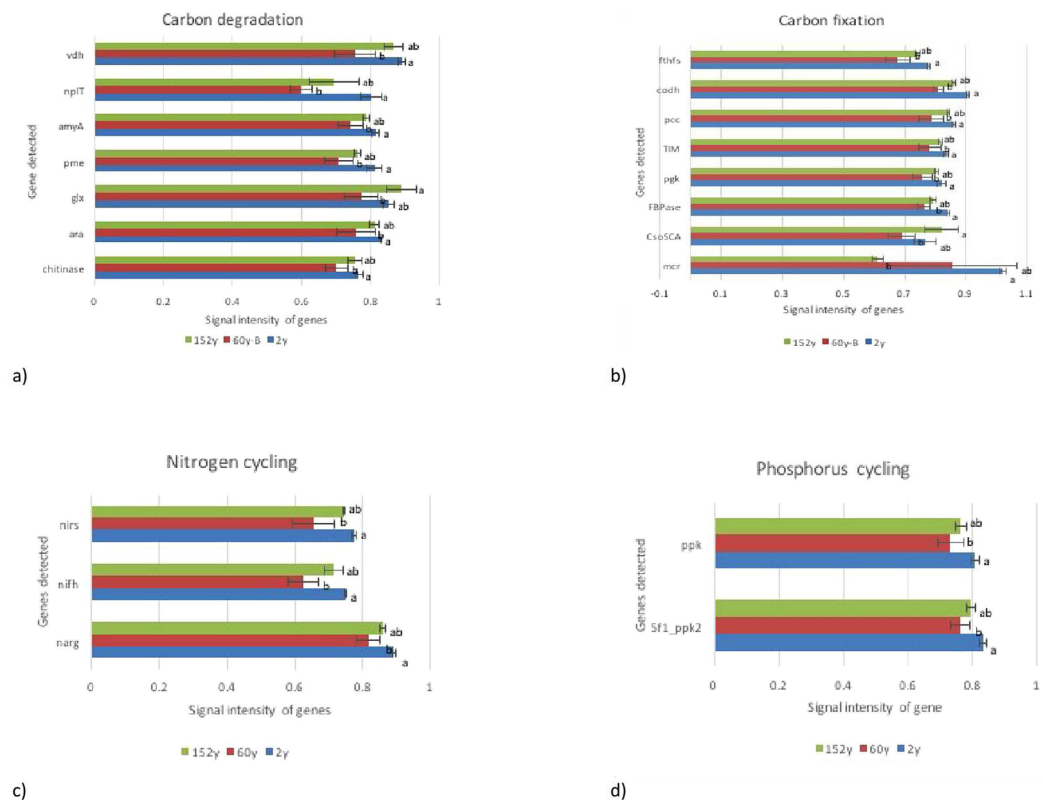 Carbon degradation
Gene detected
vdh
ab
b
a
nplT
ab
b
a
amyA
ab
b
a
pme
ab
b
a
glx
a
b
ab
ara
ab
b
a
chitinase
ab
b
a
0 0.2 0.4 0.6 0.8 1
Signal intensity of genes
152y 60y-B 2y
a)
Carbon fixation
Genes detected
fthfs
ab
b
a
codh
ab
b
a
pcc
ab
b
a
TIM
ab
b
a
pgk
ab
b
a
FBPase
ab
b
a
CsoSCA
a
b
ab
mcr
b
ab
a
-0.1 0.1 0.3 0.5 0.7 0.9 1.1
Signal intensity of genes
152y 60y-B 2y
b)
Nitrogen cycling
Genes detected
nirs
ab
b
a
nifh
ab
b
a
narg
ab
b
a
0 0.2 0.4 0.6 0.8 1
Signal intensity of genes
152y 60y 2y
c)
Phosphorus cycling
Genes detected
ppk
ab
b
a
Sf1_ppk2
ab
b
a
0 0.2 0.4 0.6 0.8 1
Signal intensity of gene
152y 60y 2y
d)